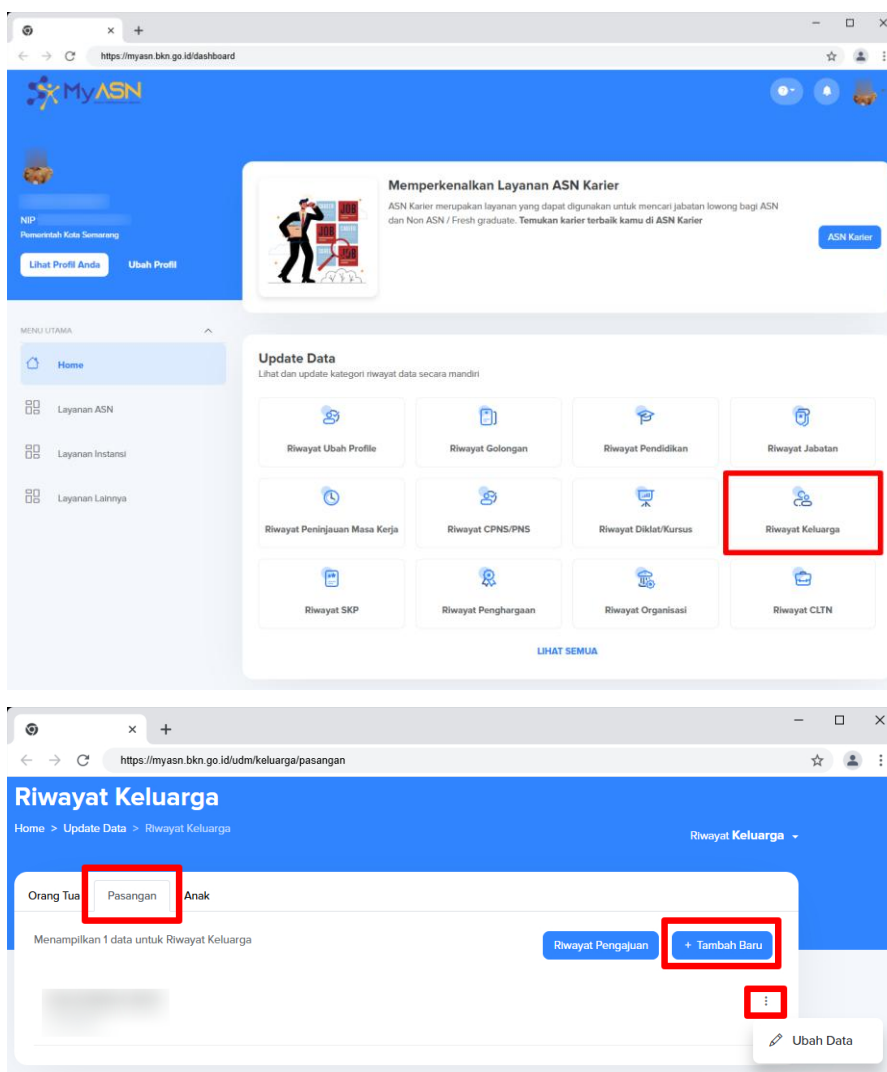 https://myasn.bkn.go.id/dashboard
MyASN
NIP
Pemerintah Kota Semarang
Lihat Profil Anda
Ubah Profil
Memperkenalkan Layanan ASN Karier
ASN Karier merupakan layanan yang dapat digunakan untuk mencari jabatan lowong bagi ASN
dan Non ASN / Fresh graduate. Temukan karier terbaik kamu di ASN Karier
ASN Karier
JOB
JOB
JOB
MENU UTAMA
Home
Layanan ASN
Layanan Instansi
Layanan Lainnya
Update Data
Lihat dan update kategori riwayat data secara mandiri
Riwayat Ubah Profile
Riwayat Golongan
Riwayat Pendidikan
Riwayat Jabatan
Riwayat Peninjauan Masa Kerja
Riwayat CPNS/PNS
Riwayat Diklat/Kursus
Riwayat Keluarga
Riwayat SKP
Riwayat Penghargaan
Riwayat Organisasi
Riwayat CLTN
LIHAT SEMUA
https://myasn.bkn.go.id/udm/keluarga/pasangan
Riwayat Keluarga
Home > Update Data > Riwayat Keluarga
Riwayat Keluarga
Orang Tua
Pasangan
Anak
Menampilkan 1 data untuk Riwayat Keluarga
Riwayat Pengajuan
+ Tambah Baru
Ubah Data